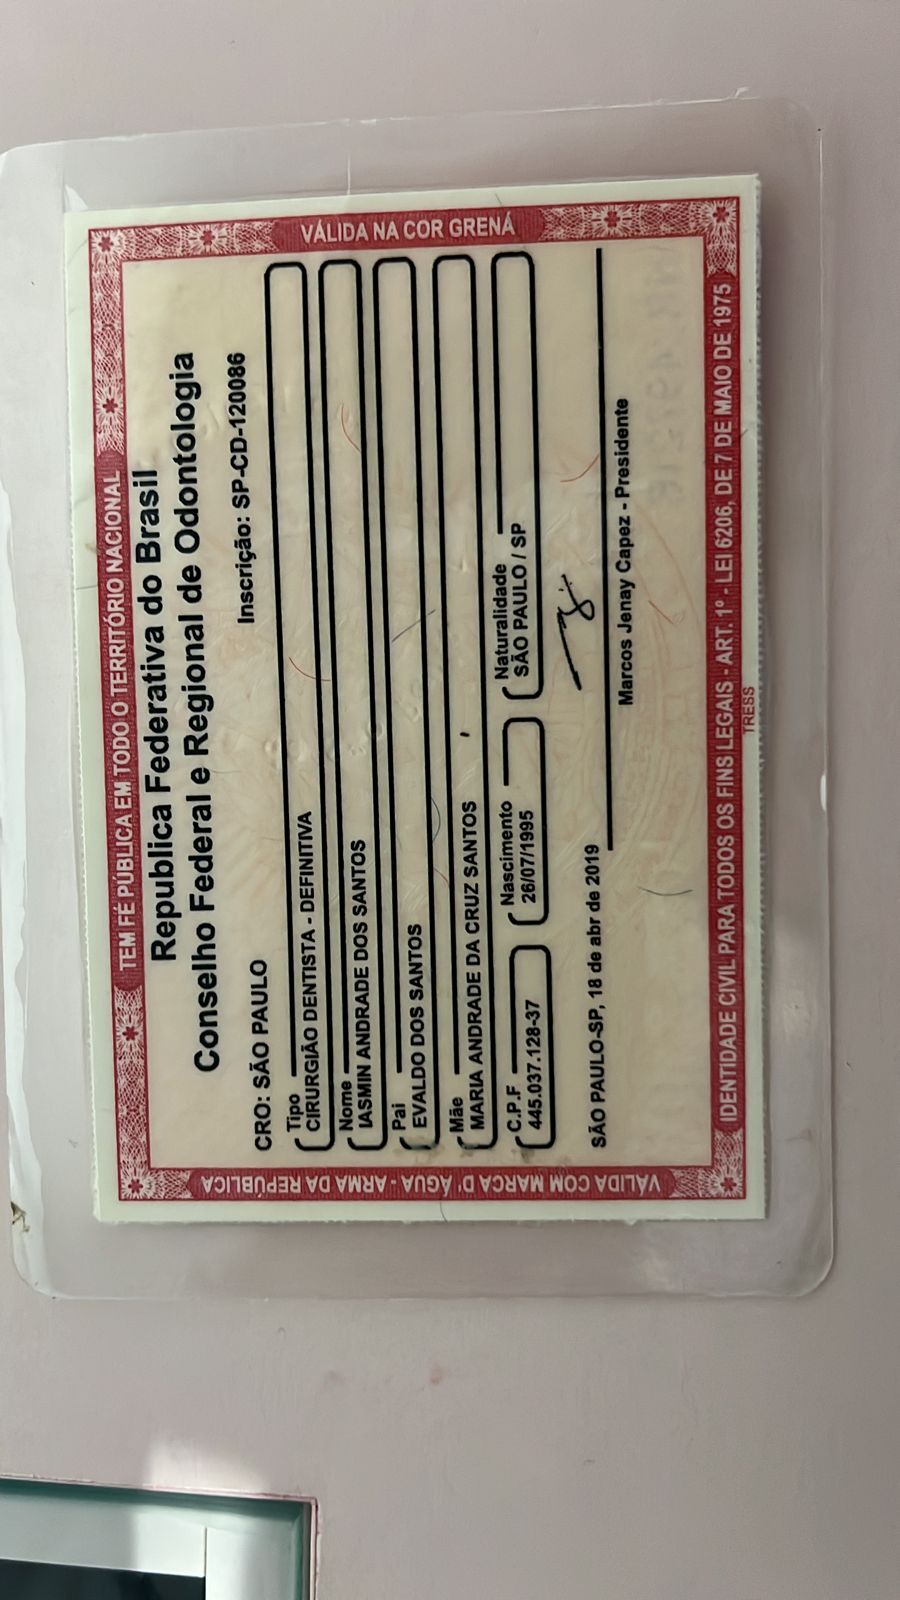 TEM FÉ PÚBLICA EM TODO O TERRITÓRIO NACIONAL
Republica Federativa do Brasil
Conselho Federal e Regional de Odontologia
CRO: SÃO PAULO Inscrição: SP-CD-120086
Tipo
CIRURGIÃO DENTISTA - DEFINITIVA
Nome
IASMIN ANDRADE DOS SANTOS
Pai
EVALDO DOS SANTOS
Mãe
MARIA ANDRADE DA CRUZ SANTOS
C.P.F Nascimento Naturalidade
445.037.128-37 26/07/1995 SÃO PAULO / SP
SÃO PAULO-SP, 18 de abr de 2019
Marcos Jenay Capez - Presidente
IDENTIDADE CIVIL PARA TODOS OS FINS LEGAIS - ART. 1º - LEI 6206, DE 7 DE MAIO DE 1975
TRESS
VÁLIDA COM MARCA D'ÁGUA - ARMA DA REPÚBLICA
VÁLIDA NA COR GRENÁ